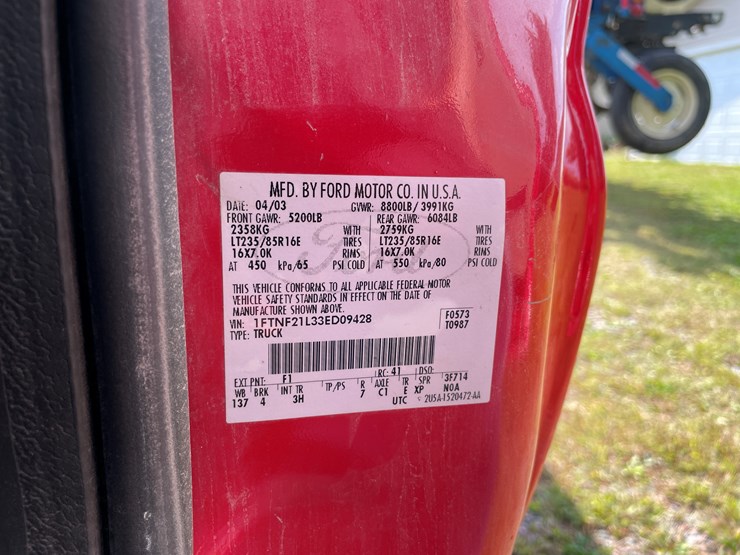 MFD. BY FORD MOTOR CO. IN U.S.A.
DATE: 04/03 GVWR: 8800LB / 3991KG
FRONT GAWR: 5200LB REAR GAWR: 6084LB
2358KG WITH 2759KG WITH
LT235/85R16E TIRES LT235/85R16E TIRES
16X7.0K RIMS 16X7.0K RIMS
AT 450 kPa/65 PSI COLD AT 550 kPa/80 PSI COLD
Ford
THIS VEHICLE CONFORMS TO ALL APPLICABLE FEDERAL MOTOR
VEHICLE SAFETY STANDARDS IN EFFECT ON THE DATE OF
MANUFACTURE SHOWN ABOVE.
VIN: 1FTNF21L33ED09428 F0573
TYPE: TRUCK T0987
EXT PNT: F1 RC: 41 DSO:
WB BRK INT TR TP/PS R AXLE TR SPR 3F714
137 4 3H 7 C1 E XP N0A
UTC 2U5A-1520472-AA